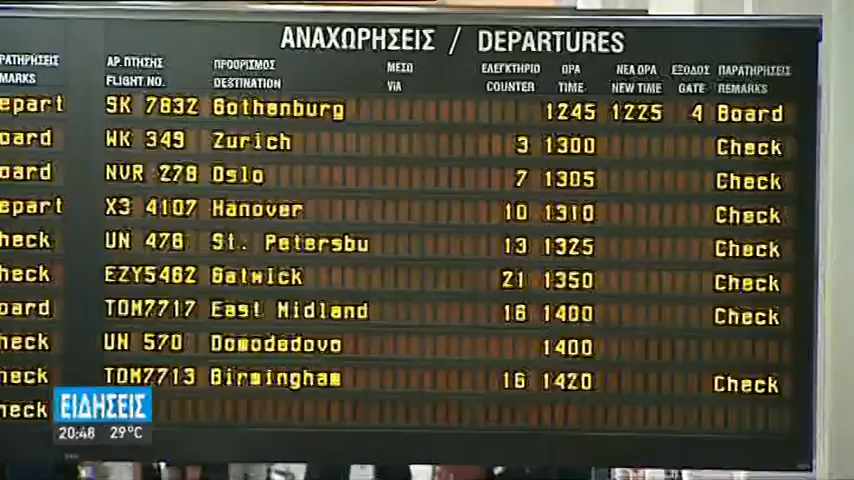 ΑΝΑΧΩΡΗΣΕΙΣ / DEPARTURES
ΡΑΤΗΡΗΣΕΙΣ ΑΡ.ΠΤΗΣΗΣ ΠΡΟΟΡΙΣΜΟΣ ΜΕΣΩ ΕΛΕΓΚΤΗΡΙΟ ΩΡΑ ΝΕΑ ΩΡΑ ΕΞΟΔΟΣ ΠΑΡΑΤΗΡΗΣΕΙΣ
MARKS FLIGHT NO. DESTINATION VIA COUNTER TIME NEW TIME GATE REMARKS
epart SK 7832 Gothenburg 1245 1225 4 Board
oard WK 349 Zurich 3 1300 Check
oard NVR 278 Oslo 7 1305 Check
epart X3 4107 Hanover 10 1310 Check
heck UN 476 St. Petersbu 13 1325 Check
heck EZY5462 Gatwick 21 1350 Check
oard TOM7717 East Midland 16 1400 Check
heck UN 570 Domodedovo 1400
heck TOM7713 Birmingham 16 1420 Check
heck
ΕΙΔΗΣΕΙΣ
20:48 29°C